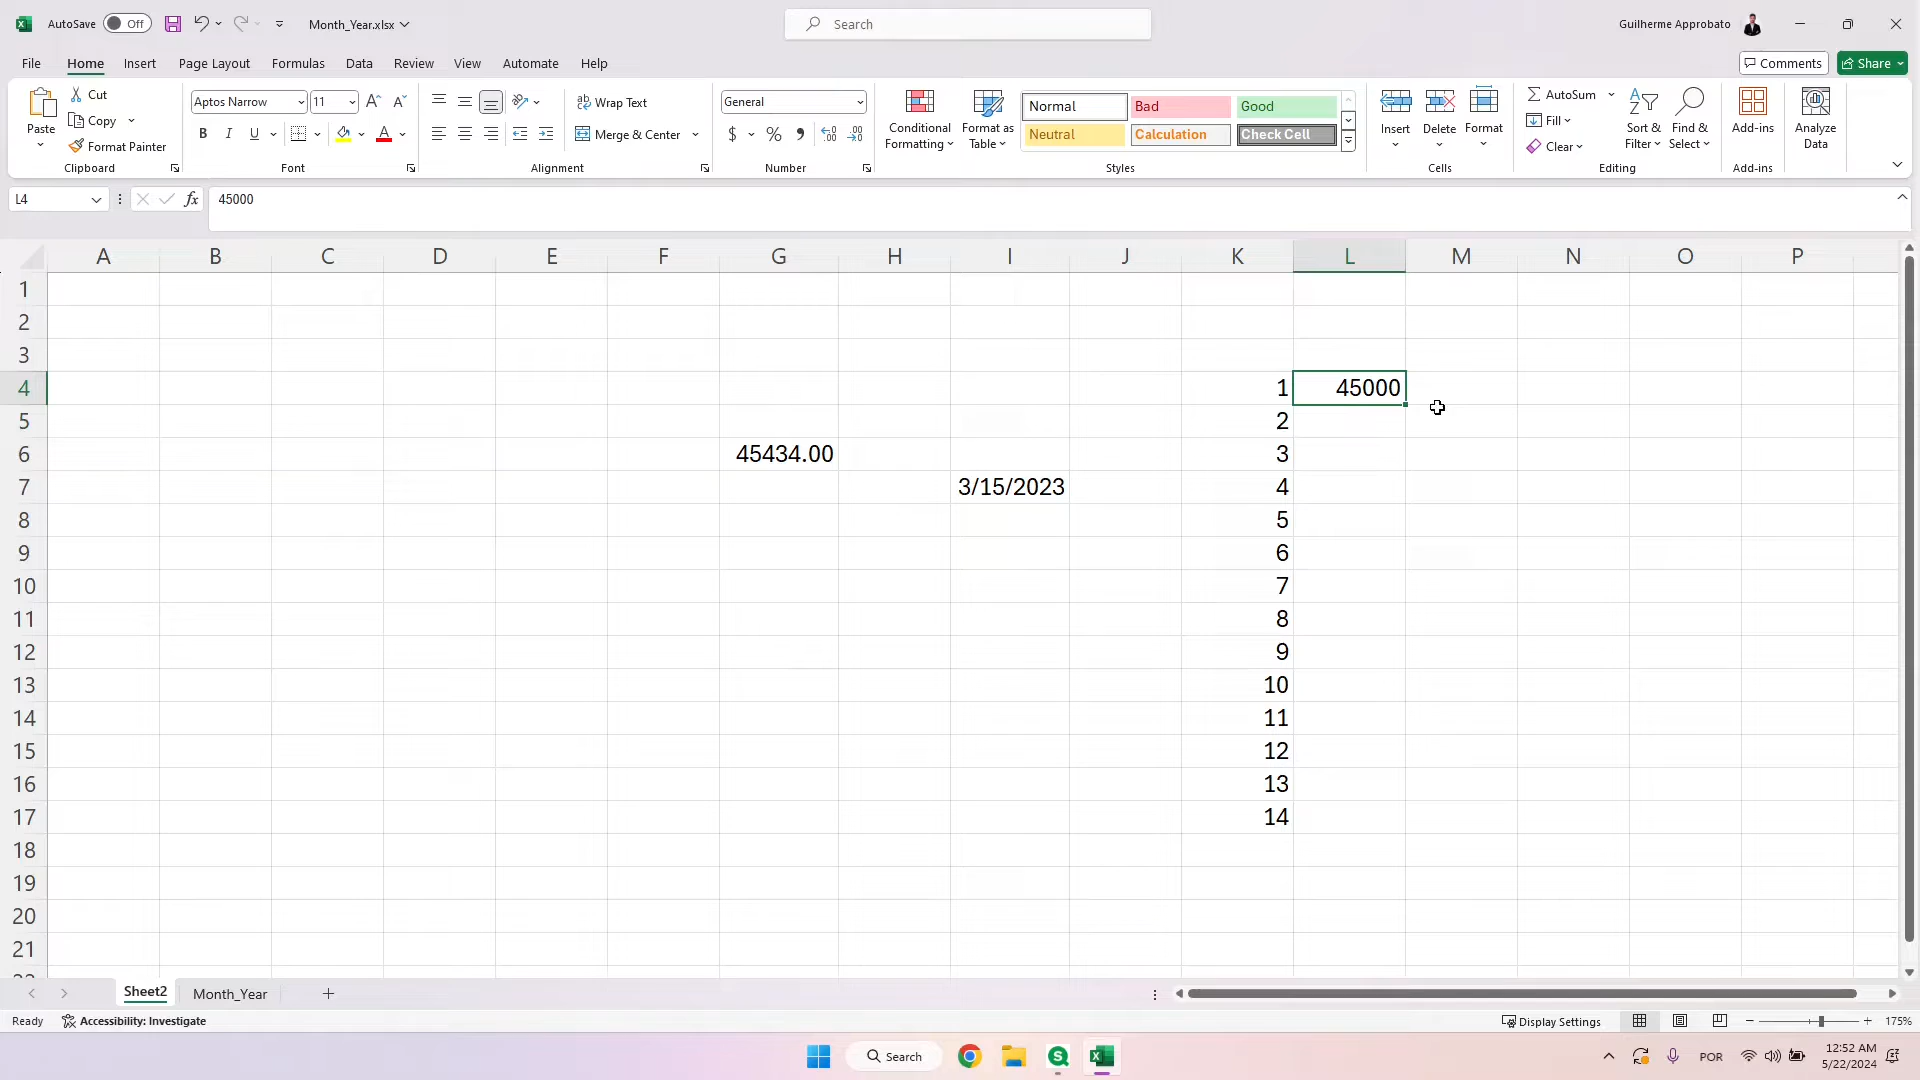 AutoSave Off Month_Year.xlsx Search Guilherme Approbato
File Home Insert Page Layout Formulas Data Review View Automate Help Comments Share
Paste
Cut
Copy
Format Painter
Clipboard
Aptos Narrow 11
B I U
Font
Wrap Text
Merge & Center
Alignment
General
$ % ,
Number
Conditional Formatting
Format as Table
Normal Bad Good
Neutral Calculation Check Cell
Styles
Insert Delete Format
Cells
AutoSum
Fill
Clear
Sort & Filter
Find & Select
Editing
Add-ins
Add-ins
Analyze Data
L4 fx 45000
A B C D E F G H I J K L M N O P
1
2
3
4 1 45000
5 2
6 45434.00 3
7 3/15/2023 4
8 5
9 6
10 7
11 8
12 9
13 10
14 11
15 12
16 13
17 14
18
19
20
21
Sheet2 Month_Year
Ready Accessibility: Investigate Display Settings 175%
Search POR 12:52 AM
5/22/2024